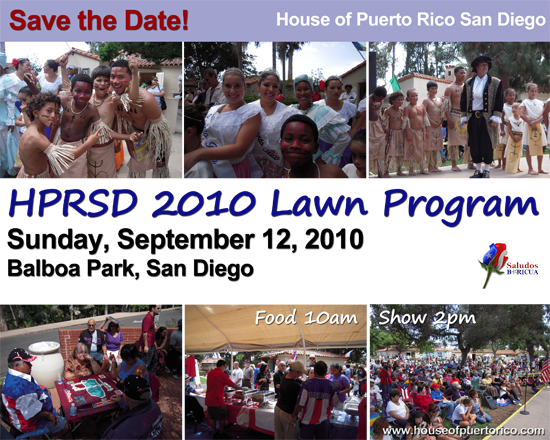 Save the Date!
House of Puerto Rico San Diego
HPRSD 2010 Lawn Program
Sunday, September 12, 2010
Balboa Park, San Diego
Saludos
BORICUA
Food 10am
Show 2pm
www.houseofpuertorico.com